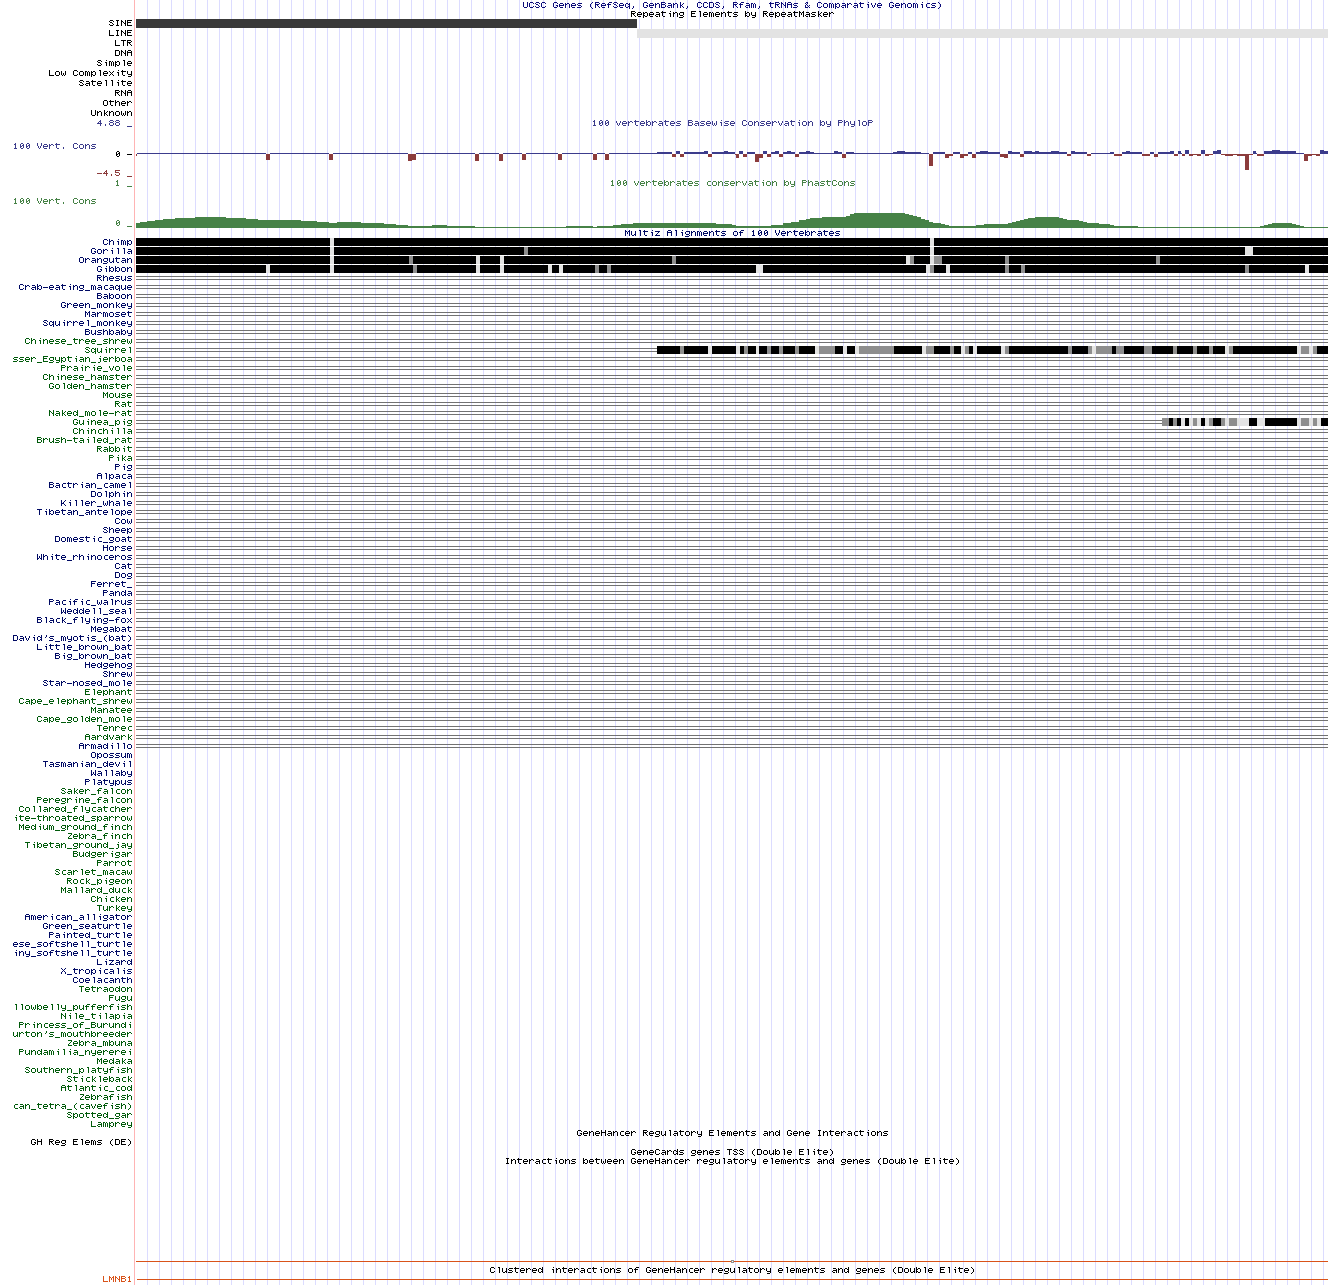 UCSC Genes (RefSeq, GenBank, CCDS, Rfam, tRNAs & Comparative Genomics)
Repeating Elements by RepeatMasker
SINE
LINE
LTR
DNA
Simple
Low Complexity
Satellite
RNA
Other
Unknown
4.88 _
100 vertebrates Basewise Conservation by PhyloP
100 Vert. Cons
0 _
-4.5 _
1 _
100 vertebrates conservation by PhastCons
100 Vert. Cons
0 _
Multiz Alignments of 100 Vertebrates
Chimp
Gorilla
Orangutan
Gibbon
Rhesus
Crab-eating_macaque
Baboon
Green_monkey
Marmoset
Squirrel_monkey
Bushbaby
Chinese_tree_shrew
Squirrel
sser_Egyptian_jerboa
Prairie_vole
Chinese_hamster
Golden_hamster
Mouse
Rat
Naked_mole-rat
Guinea_pig
Chinchilla
Brush-tailed_rat
Rabbit
Pika
Pig
Alpaca
Bactrian_camel
Dolphin
Killer_whale
Tibetan_antelope
Cow
Sheep
Domestic_goat
Horse
White_rhinoceros
Cat
Dog
Ferret_
Panda
Pacific_walrus
Weddell_seal
Black_flying-fox
Megabat
David's_myotis_(bat)
Little_brown_bat
Big_brown_bat
Hedgehog
Shrew
Star-nosed_mole
Elephant
Cape_elephant_shrew
Manatee
Cape_golden_mole
Tenrec
Aardvark
Armadillo
Opossum
Tasmanian_devil
Wallaby
Platypus
Saker_falcon
Peregrine_falcon
Collared_flycatcher
ite-throated_sparrow
Medium_ground_finch
Zebra_finch
Tibetan_ground_jay
Budgerigar
Parrot
Scarlet_macaw
Rock_pigeon
Mallard_duck
Chicken
Turkey
American_alligator
Green_seaturtle
Painted_turtle
ese_softshell_turtle
iny_softshell_turtle
Lizard
X_tropicalis
Coelacanth
Tetraodon
Fugu
llowbelly_pufferfish
Nile_tilapia
Princess_of_Burundi
urton's_mouthbreeder
Zebra_mbuna
Pundamilia_nyererei
Medaka
Southern_platyfish
Stickleback
Atlantic_cod
Zebrafish
can_tetra_(cavefish)
Spotted_gar
Lamprey
GeneHancer Regulatory Elements and Gene Interactions
GH Reg Elems (DE)
GeneCards genes TSS (Double Elite)
Interactions between GeneHancer regulatory elements and genes (Double Elite)
Clustered interactions of GeneHancer regulatory elements and genes (Double Elite)
LMNB1